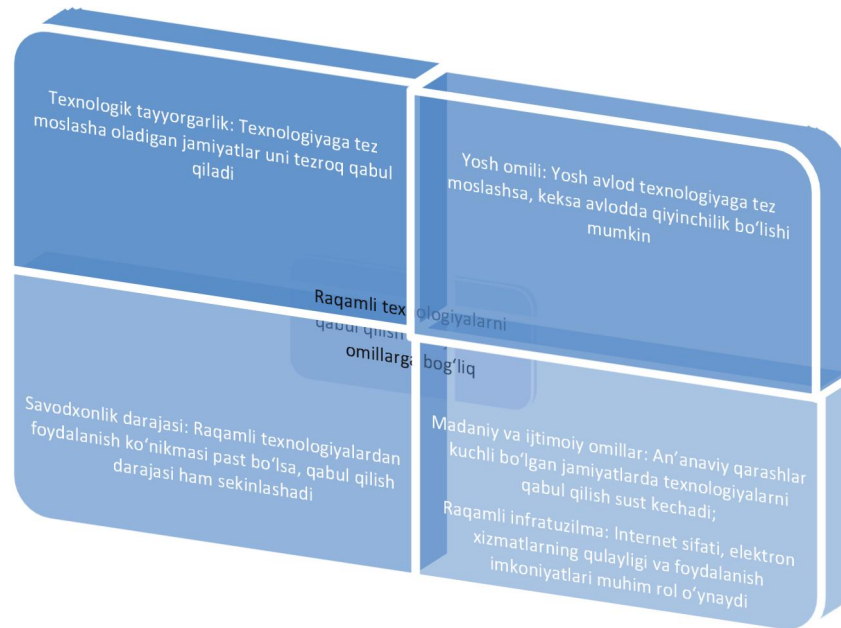 Texnologik tayyorgarlik: Texnologiyaga tez
moslasha oladigan jamiyatlar uni tezroq qabul
qiladi
Yosh omili: Yosh avlod texnologiyaga tez
moslashsa, keksa avlodda qiyinchilik bo‘lishi
mumkin
Raqamli texnologiyalarni
qabul qilish
omillarga bog‘liq
Savodxonlik darajasi: Raqamli texnologiyalardan
foydalanish ko‘nikmasi past bo‘lsa, qabul qilish
darajasi ham sekinlashadi
Madaniy va ijtimoiy omillar: An’anaviy qarashlar
kuchli bo‘lgan jamiyatlarda texnologiyalarni
qabul qilish sust kechadi;
Raqamli infratuzilma: Internet sifati, elektron
xizmatlarning qulayligi va foydalanish
imkoniyatlari muhim rol o‘ynaydi